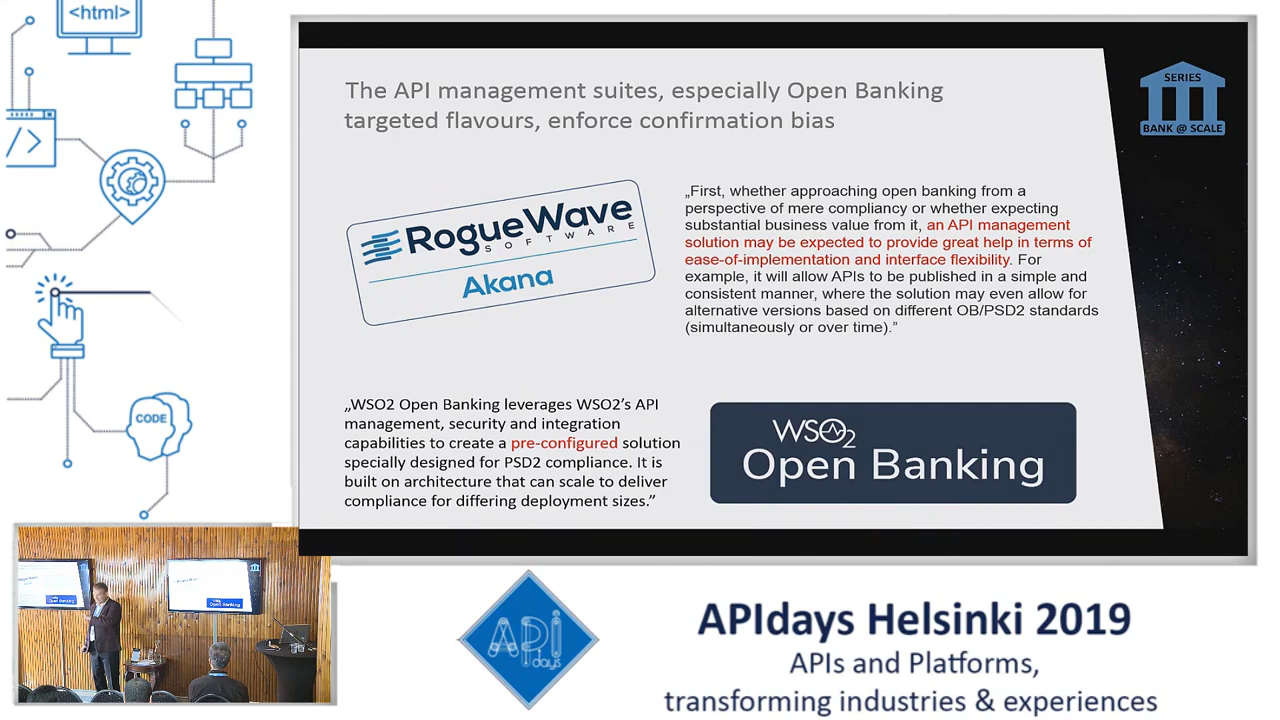 <html>
</>
CODE
SERIES
BANK @ SCALE
The API management suites, especially Open Banking
targeted flavours, enforce confirmation bias
RogueWave
SOFTWARE
Akana
„First, whether approaching open banking from a
perspective of mere compliancy or whether expecting
substantial business value from it, an API management
solution may be expected to provide great help in terms of
ease-of-implementation and interface flexibility. For
example, it will allow APIs to be published in a simple and
consistent manner, where the solution may even allow for
alternative versions based on different OB/PSD2 standards
(simultaneously or over time).”
„WSO2 Open Banking leverages WSO2’s API
management, security and integration
capabilities to create a pre-configured solution
specially designed for PSD2 compliance. It is
built on architecture that can scale to deliver
compliance for differing deployment sizes.”
WSO2
Open Banking
Open Banking
API
days
APIdays Helsinki 2019
APIs and Platforms,
transforming industries & experiences